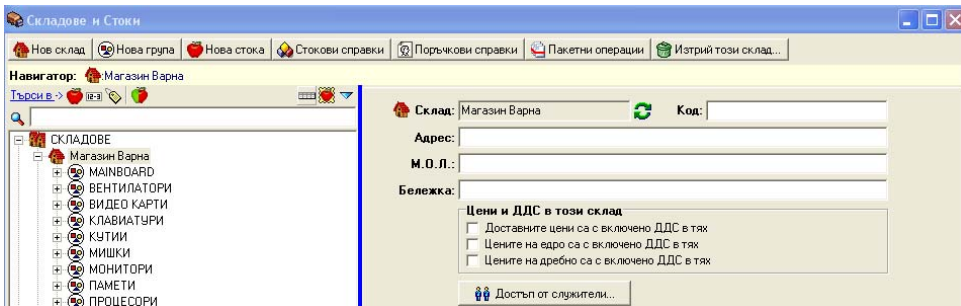 Складове и Стоки
Нов склад Нова група Нова стока Стокови справки Поръчкови справки Пакетни операции Изтрий този склад...
Навигатор: Магазин Варна
Търси в ->
СКЛАДОВЕ
Магазин Варна
MAINBOARD
ВЕНТИЛАТОРИ
ВИДЕО КАРТИ
КЛАВИАТУРИ
КУТИИ
МИШКИ
МОНИТОРИ
ПАМЕТИ
ПРОЦЕСОРИ
Склад: Магазин Варна Код:
Адрес:
М.О.Л.:
Бележка:
Цени и ДДС в този склад
Доставните цени са с включено ДДС в тях
Цените на едро са с включено ДДС в тях
Цените на дребно са с включено ДДС в тях
Достъп от служители...